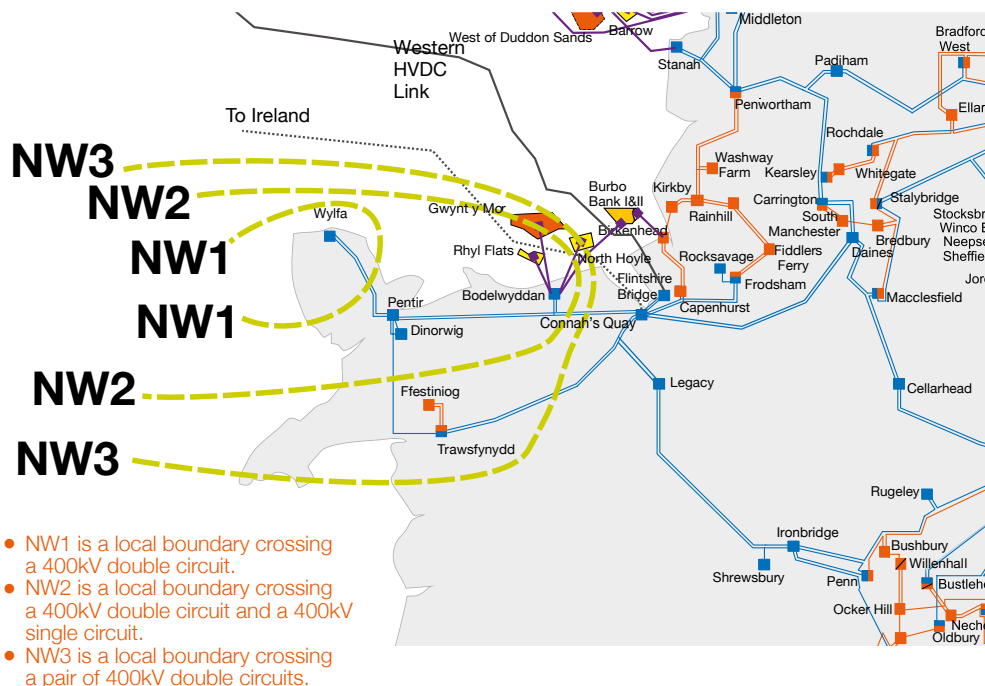 Middleton
West of Duddon Sands
Barrow
Bradford
West
Western
HVDC
Link
Stanah
Padiham
Penwortham
To Ireland
Rochdale
NW3
Washway
Farm
Kearsley
Whitegate
NW2
Burbo
Bank I&II
Kirkby
Carrington
Stalybridge
Gwynt y Mor
Rainhill
South
Manchester
Wylfa
Birkenhead
Bredbury
NW1
Rhyl Flats
North Hoyle
Rocksavage
Fiddlers
Ferry
Daines
Flintshire
Bridge
Frodsham
Bodelwyddan
Macclesfield
Pentir
Capenhurst
NW1
Dinorwig
Connah's Quay
NW2
Ffestiniog
Legacy
Cellarhead
Trawsfynydd
NW3
Rugeley
Ironbridge
Bushbury
Willenhall
Shrewsbury
Penn
Ocker Hill
Oldbury
• NW1 is a local boundary crossing
a 400kV double circuit.
• NW2 is a local boundary crossing
a 400kV double circuit and a 400kV
single circuit.
• NW3 is a local boundary crossing
a pair of 400kV double circuits.